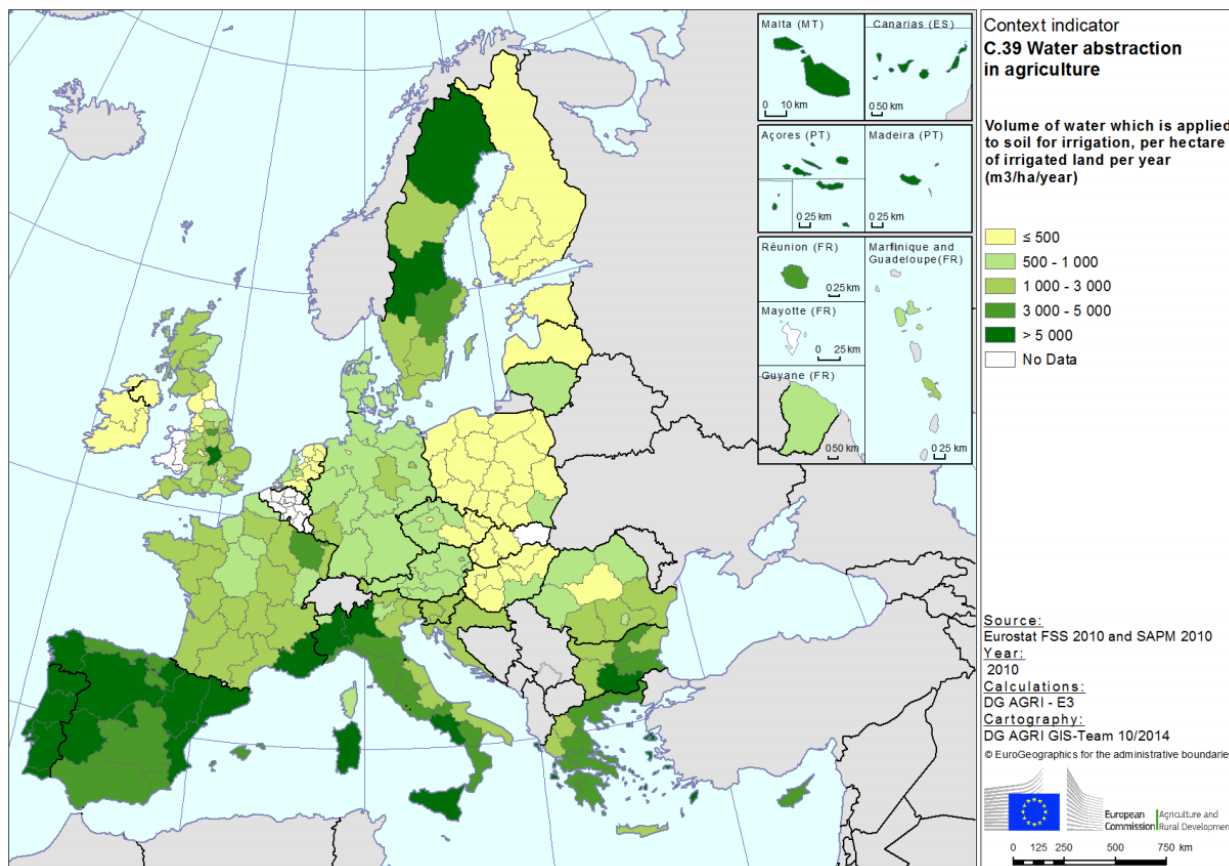 Context indicator
C.39 Water abstraction
in agriculture
Volume of water which is applied
to soil for irrigation, per hectare
of irrigated land per year
(m3/ha/year)
≤ 500
500 - 1 000
1 000 - 3 000
3 000 - 5 000
> 5 000
No Data
Malta (MT)
0 10 km
Canarias (ES)
0 50 km
Açores (PT)
0 25 km
Madeira (PT)
0 25 km
Réunion (FR)
0 25 km
Martinique and
Guadeloupe(FR)
0 25 km
Mayotte (FR)
0 25 km
Guyane (FR)
0 50 km
Source:
Eurostat FSS 2010 and SAPM 2010
Year:
2010
Calculations:
DG AGRI - E3
Cartography:
DG AGRI GIS-Team 10/2014
© EuroGeographics for the administrative boundaries
European
Commission
Agriculture and
Rural Development
0 125 250 500 750 km